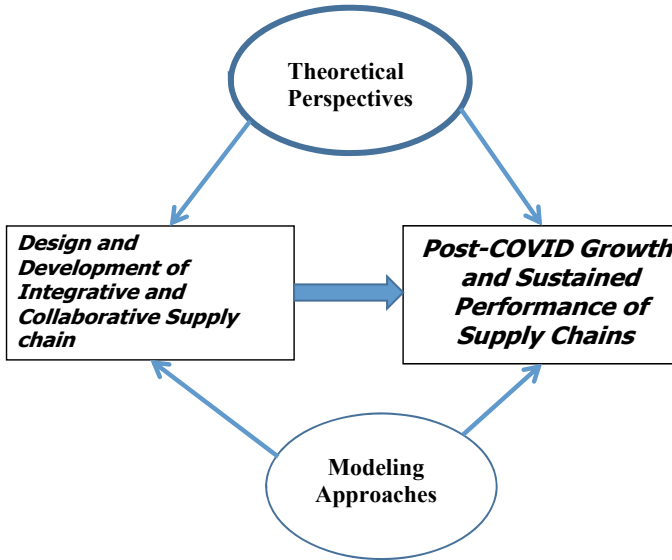 Theoretical
Perspectives
Design and
Development of
Integrative and
Collaborative Supply
chain
Post-COVID Growth
and Sustained
Performance of
Supply Chains
Modeling
Approaches